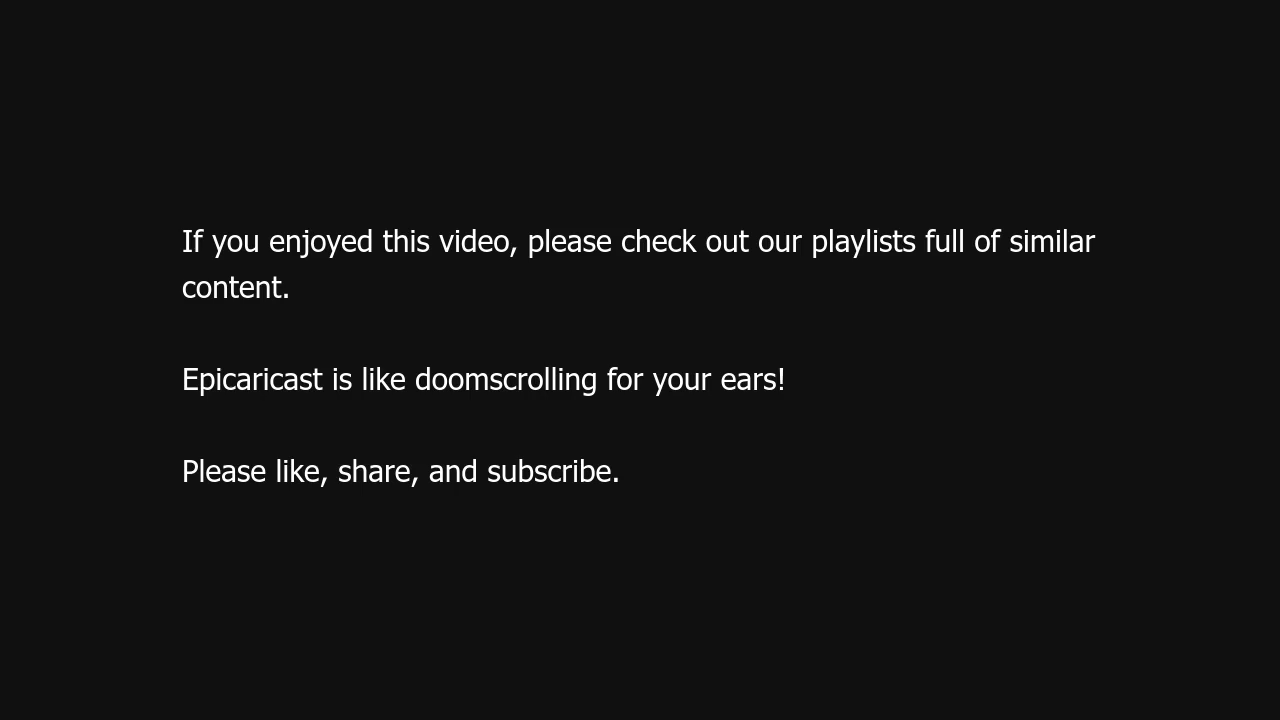 If you enjoyed this video, please check out our playlists full of similar
content.
Epicaricast is like doomscrolling for your ears!
Please like, share, and subscribe.